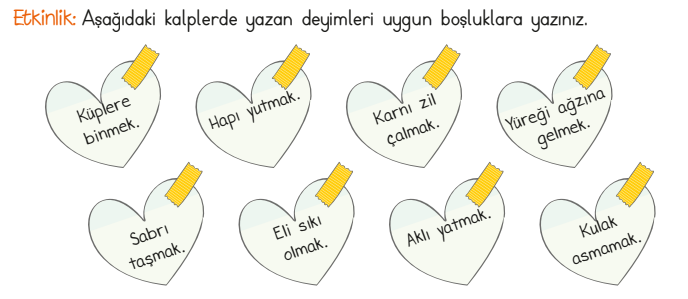 Etkinlik: Aşağıdaki kalplerde yazan deyimleri uygun boşluklara yazınız.
Küplere
binmek.
Hapı yutmak.
Karnı zil
çalmak.
Yüreği ağzına
gelmek.
Sabrı
taşmak.
Eli sıkı
olmak.
Aklı yatmak.
Kulak
asmamak.